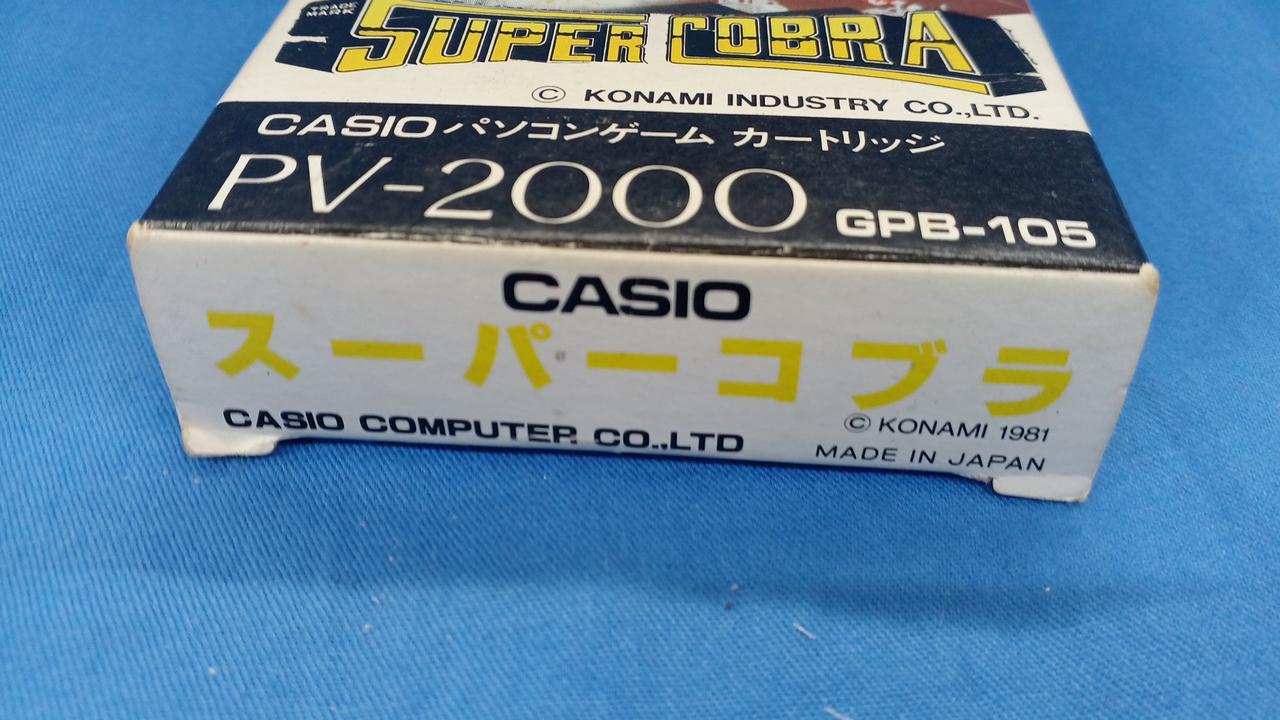 TRADE
MARK
SUPER COBRA
© KONAMI INDUSTRY CO.,LTD.
CASIO パソコンゲーム カートリッジ
PV-2000 GPB-105
CASIO
スーパーコブラ
CASIO COMPUTER CO.,LTD
© KONAMI 1981
MADE IN JAPAN